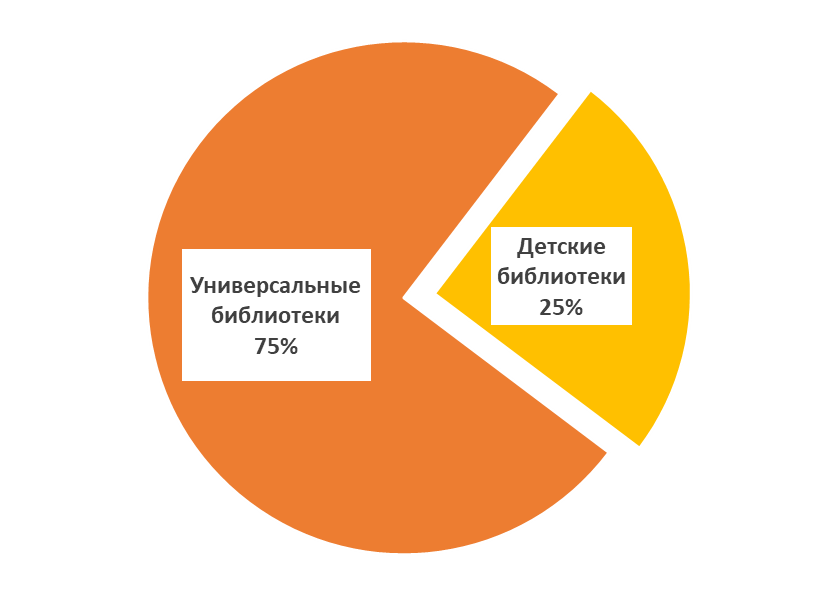 Универсальные
библиотеки
75%
Детские
библиотеки
25%